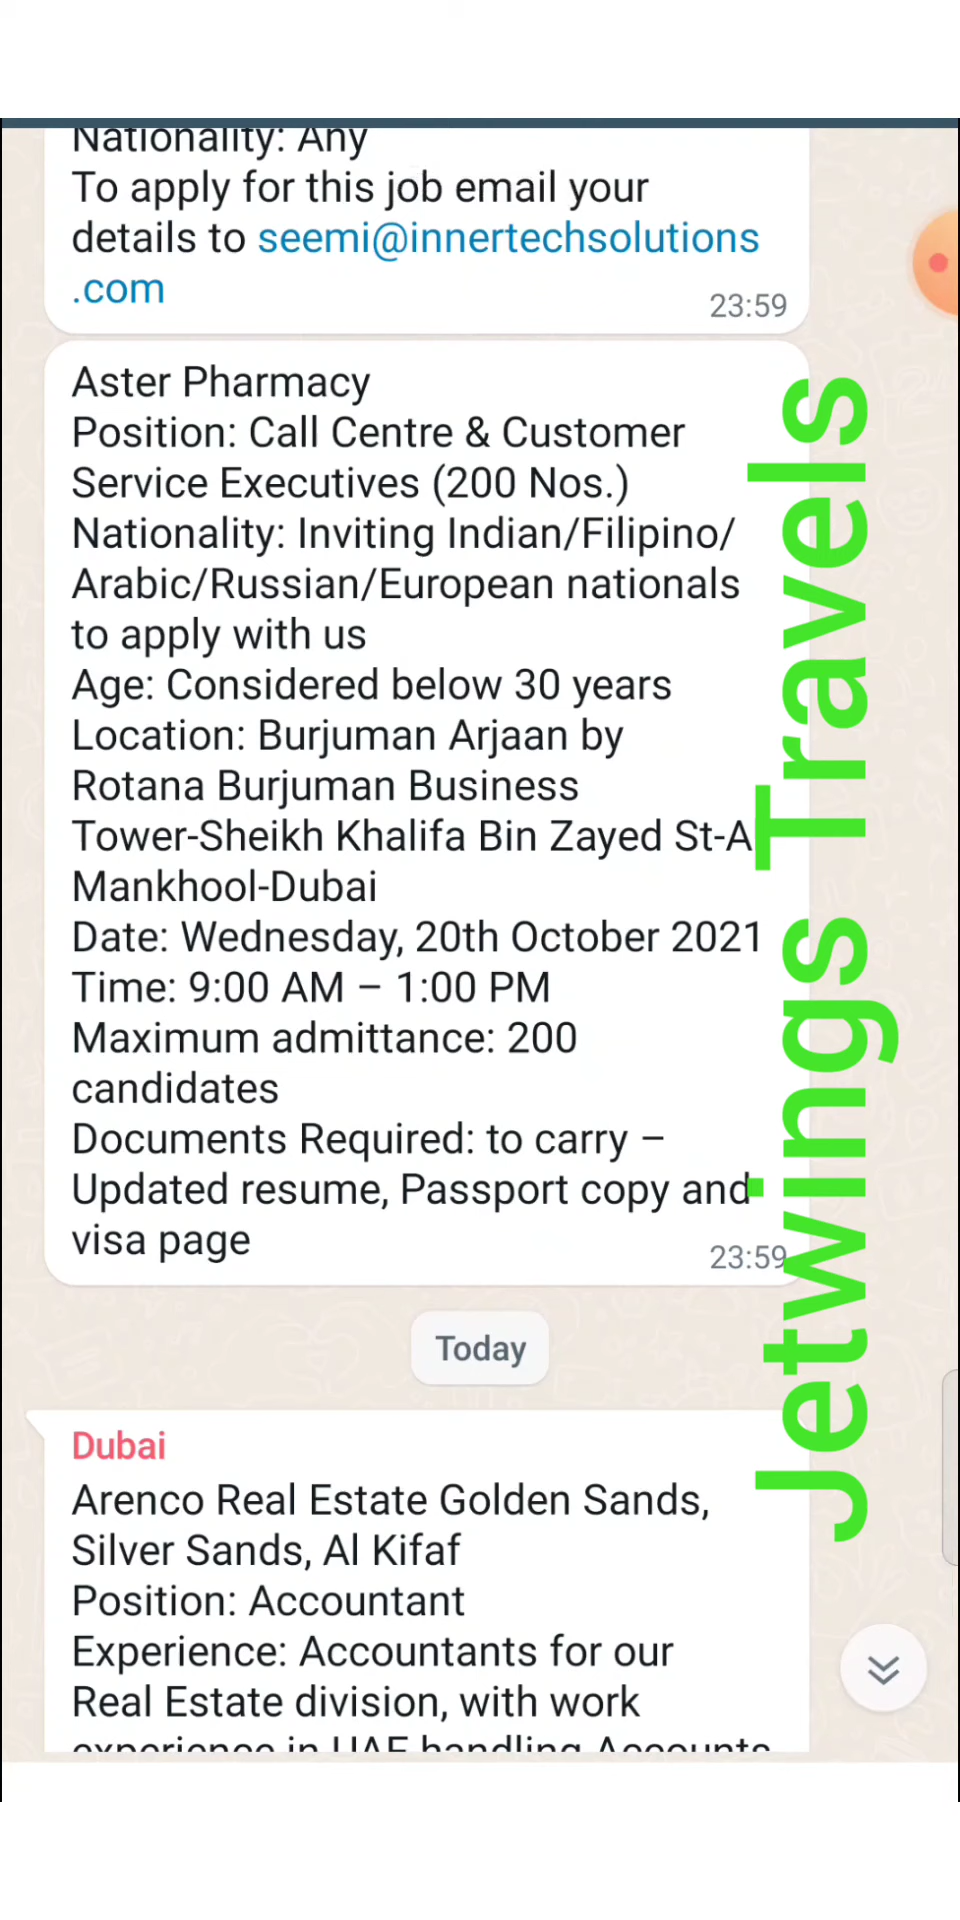 Nationality: Any
To apply for this job email your
details to seemi@innertechsolutions
.com
23:59
Aster Pharmacy
Position: Call Centre & Customer
Service Executives (200 Nos.)
Nationality: Inviting Indian/Filipino/
Arabic/Russian/European nationals
to apply with us
Age: Considered below 30 years
Location: Burjuman Arjaan by
Rotana Burjuman Business
Tower-Sheikh Khalifa Bin Zayed St-A
Mankhool-Dubai
Date: Wednesday, 20th October 2021
Time: 9:00 AM – 1:00 PM
Maximum admittance: 200
candidates
Documents Required: to carry –
Updated resume, Passport copy and
visa page
23:59
Today
Dubai
Arenco Real Estate Golden Sands,
Silver Sands, Al Kifaf
Position: Accountant
Experience: Accountants for our
Real Estate division, with work
experience in UAE handling Accounts
Jetwings Travels